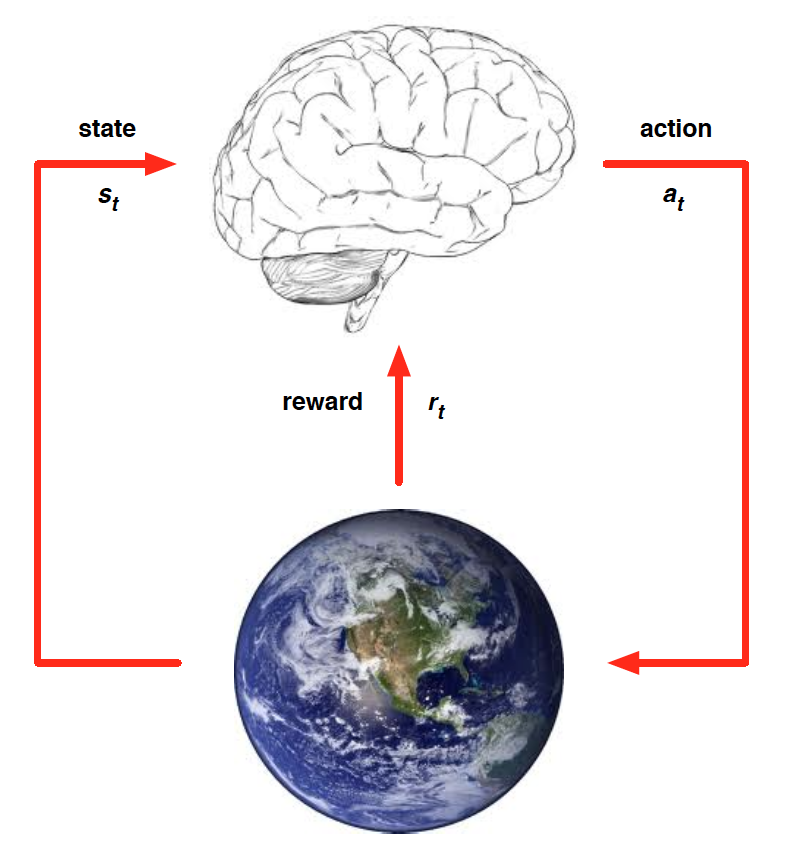 state
action
s_t
a_t
reward
r_t